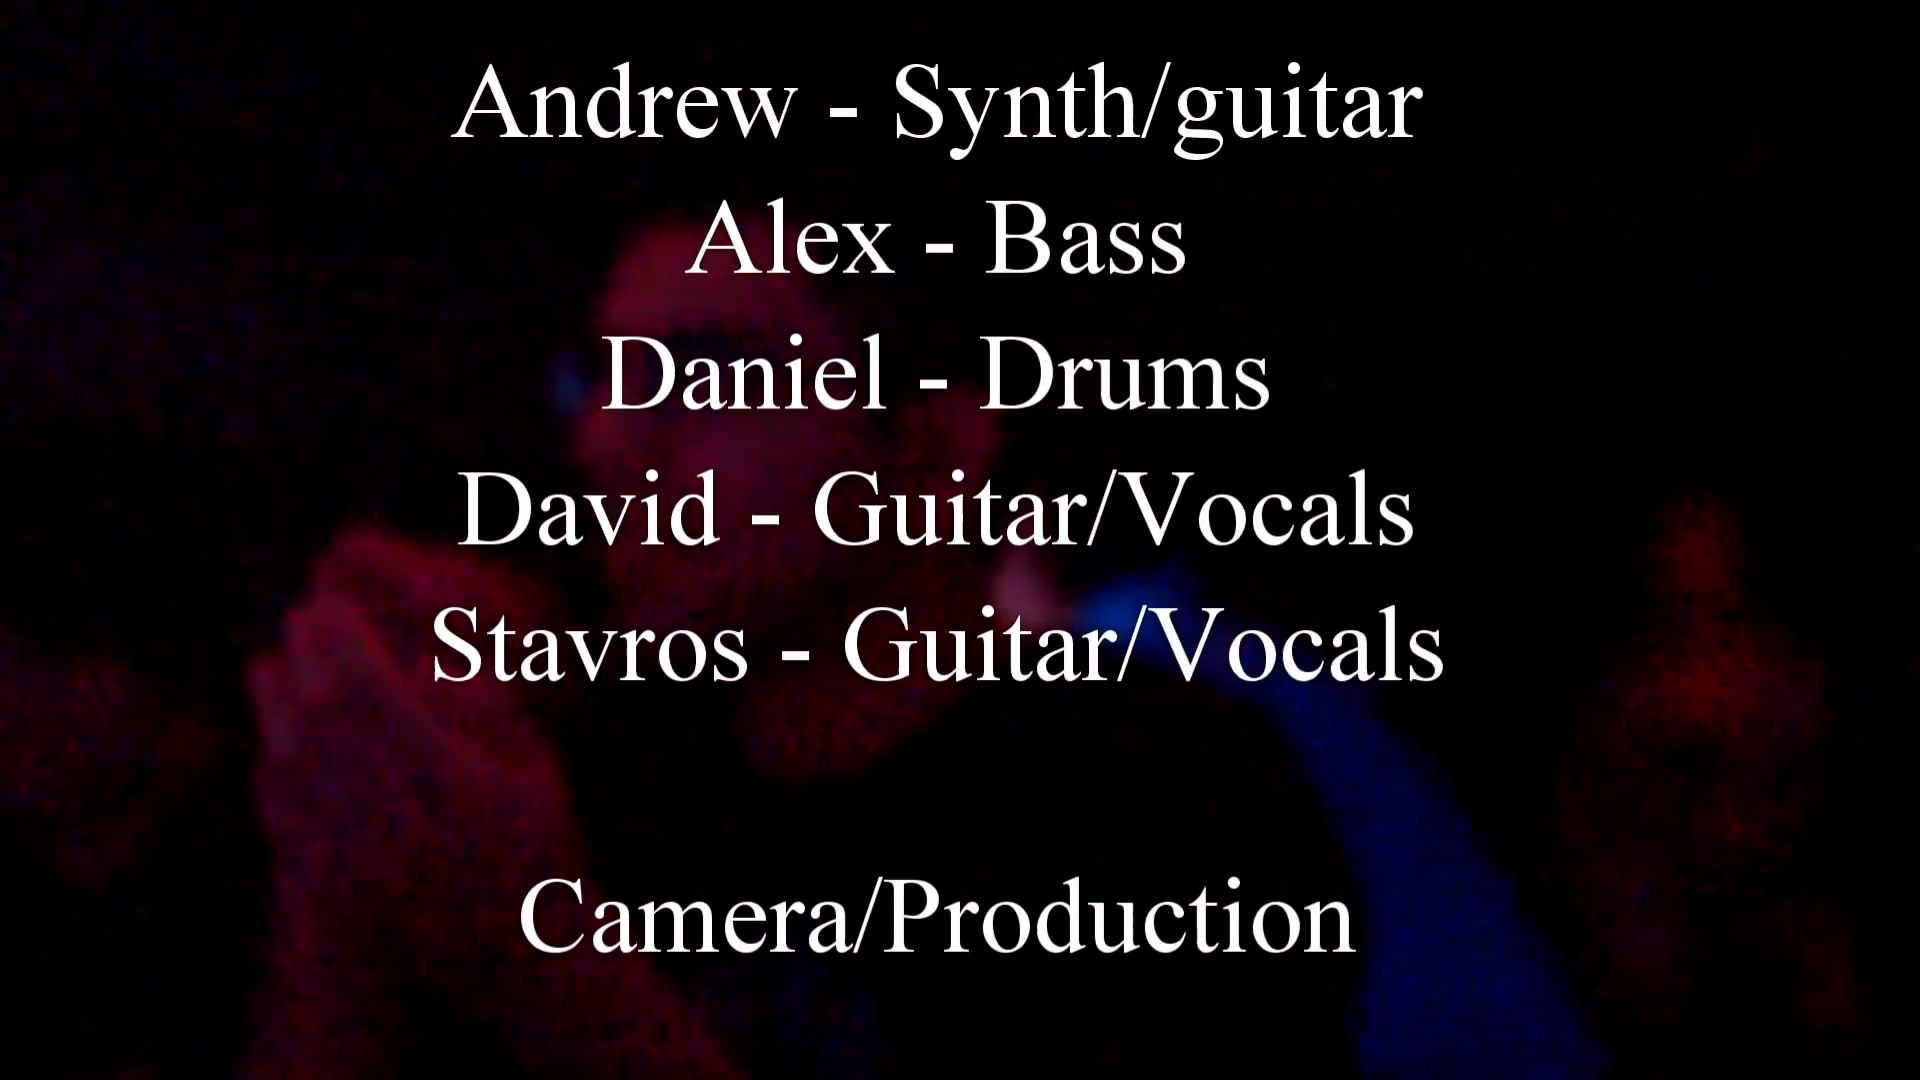 Andrew - Synth/guitar
Alex - Bass
Daniel - Drums
David - Guitar/Vocals
Stavros - Guitar/Vocals
Camera/Production